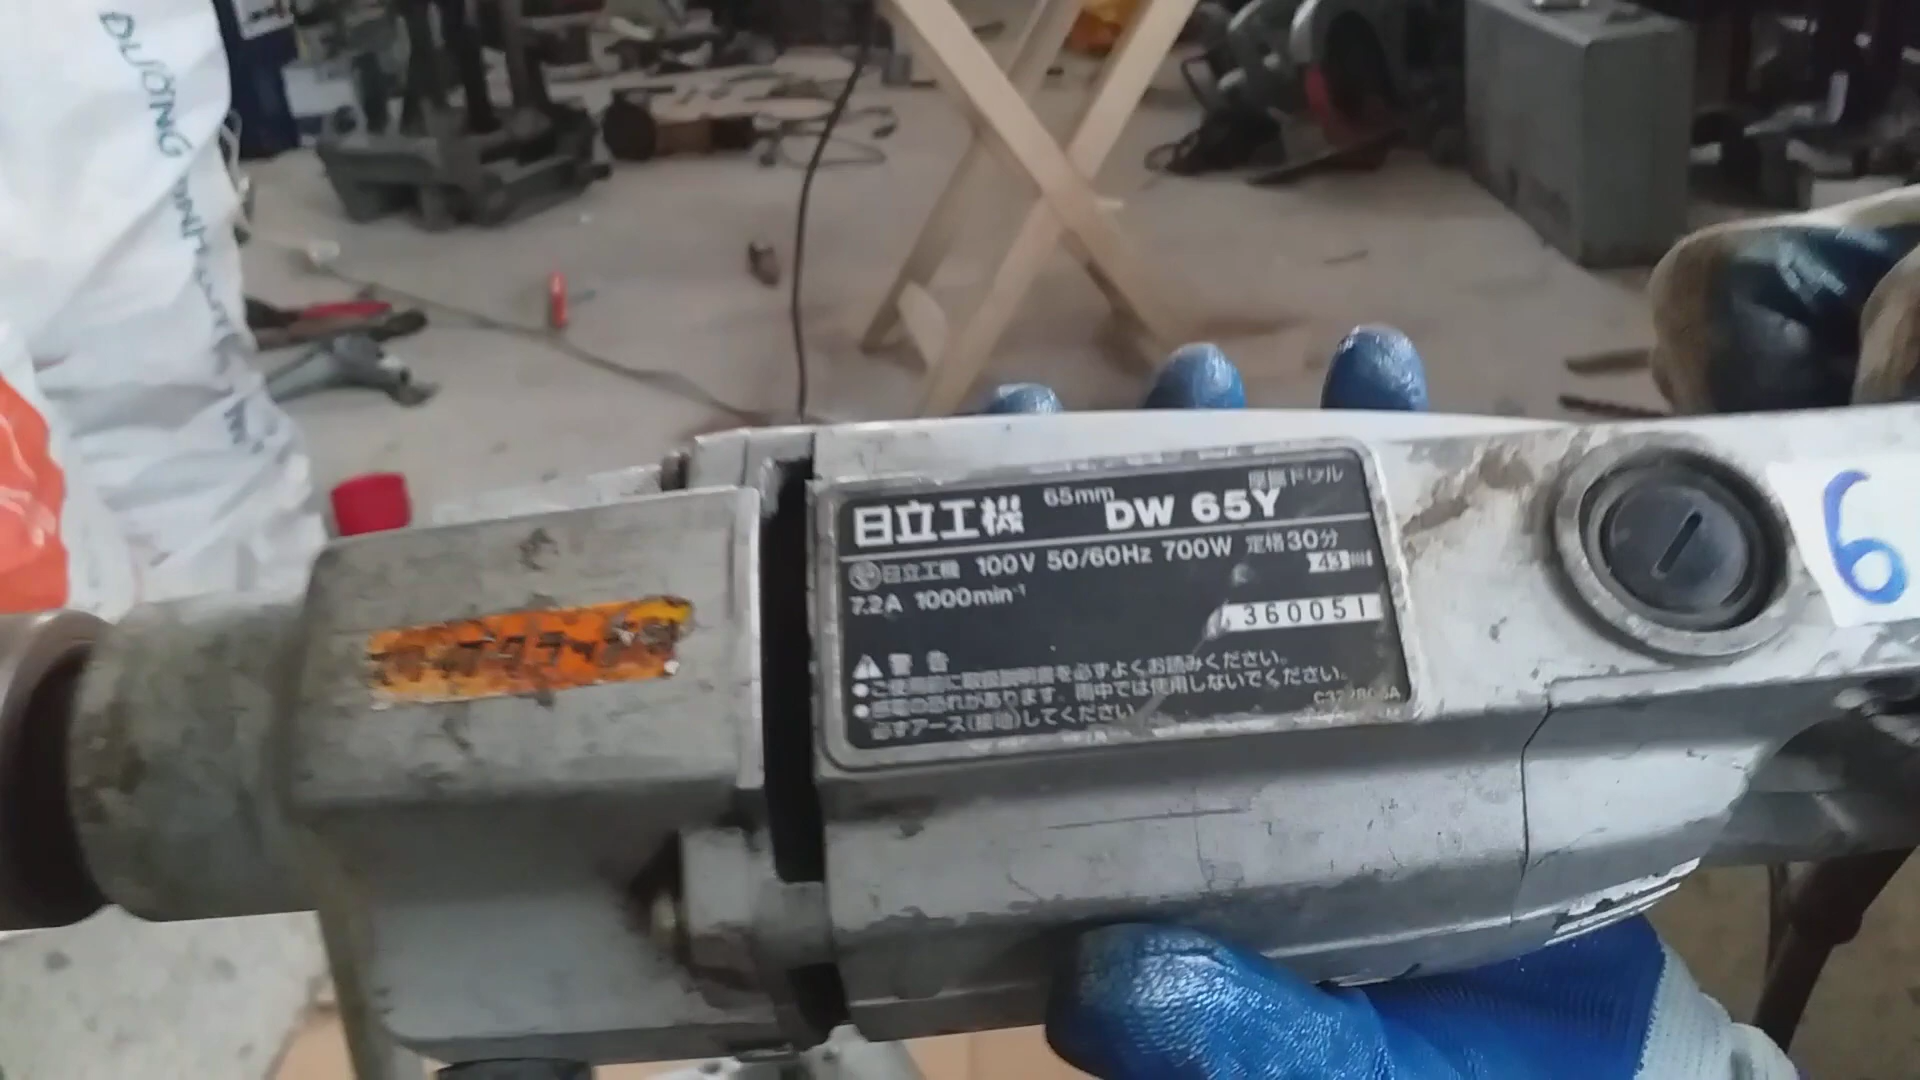 ĐƯỜNG
日立工機 65mm DW 65Y 厚鋼ドリル
日立工機 100V 50/60Hz 700W 定格30分
7.2A 1000min⁻¹
360051
⚠ 警告
●ご使用前に取扱説明書を必ずよくお読みください。
●感電の恐れがあります。雨中では使用しないでください。
必ずアース(接地)してください
6